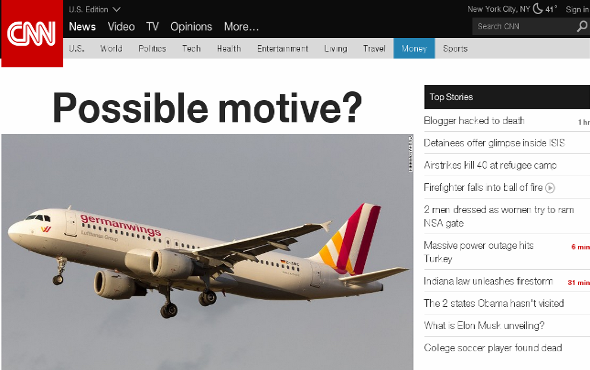 CNN
U.S. Edition
New York City, NY 41° Sign in
News Video TV Opinions More...
Search CNN
U.S. World Politics Tech Health Entertainment Living Travel Money Sports
Possible motive?
germanwings
Lufthansa Group
Top Stories
Blogger hacked to death 1 hr
Detainees offer glimpse inside ISIS
Airstrikes kill 40 at refugee camp
Firefighter falls into ball of fire
2 men dressed as women try to ram
NSA gate
Massive power outage hits 6 min
Turkey
Indiana law unleashes firestorm 31 min
The 2 states Obama hasn't visited
What is Elon Musk unveiling?
College soccer player found dead